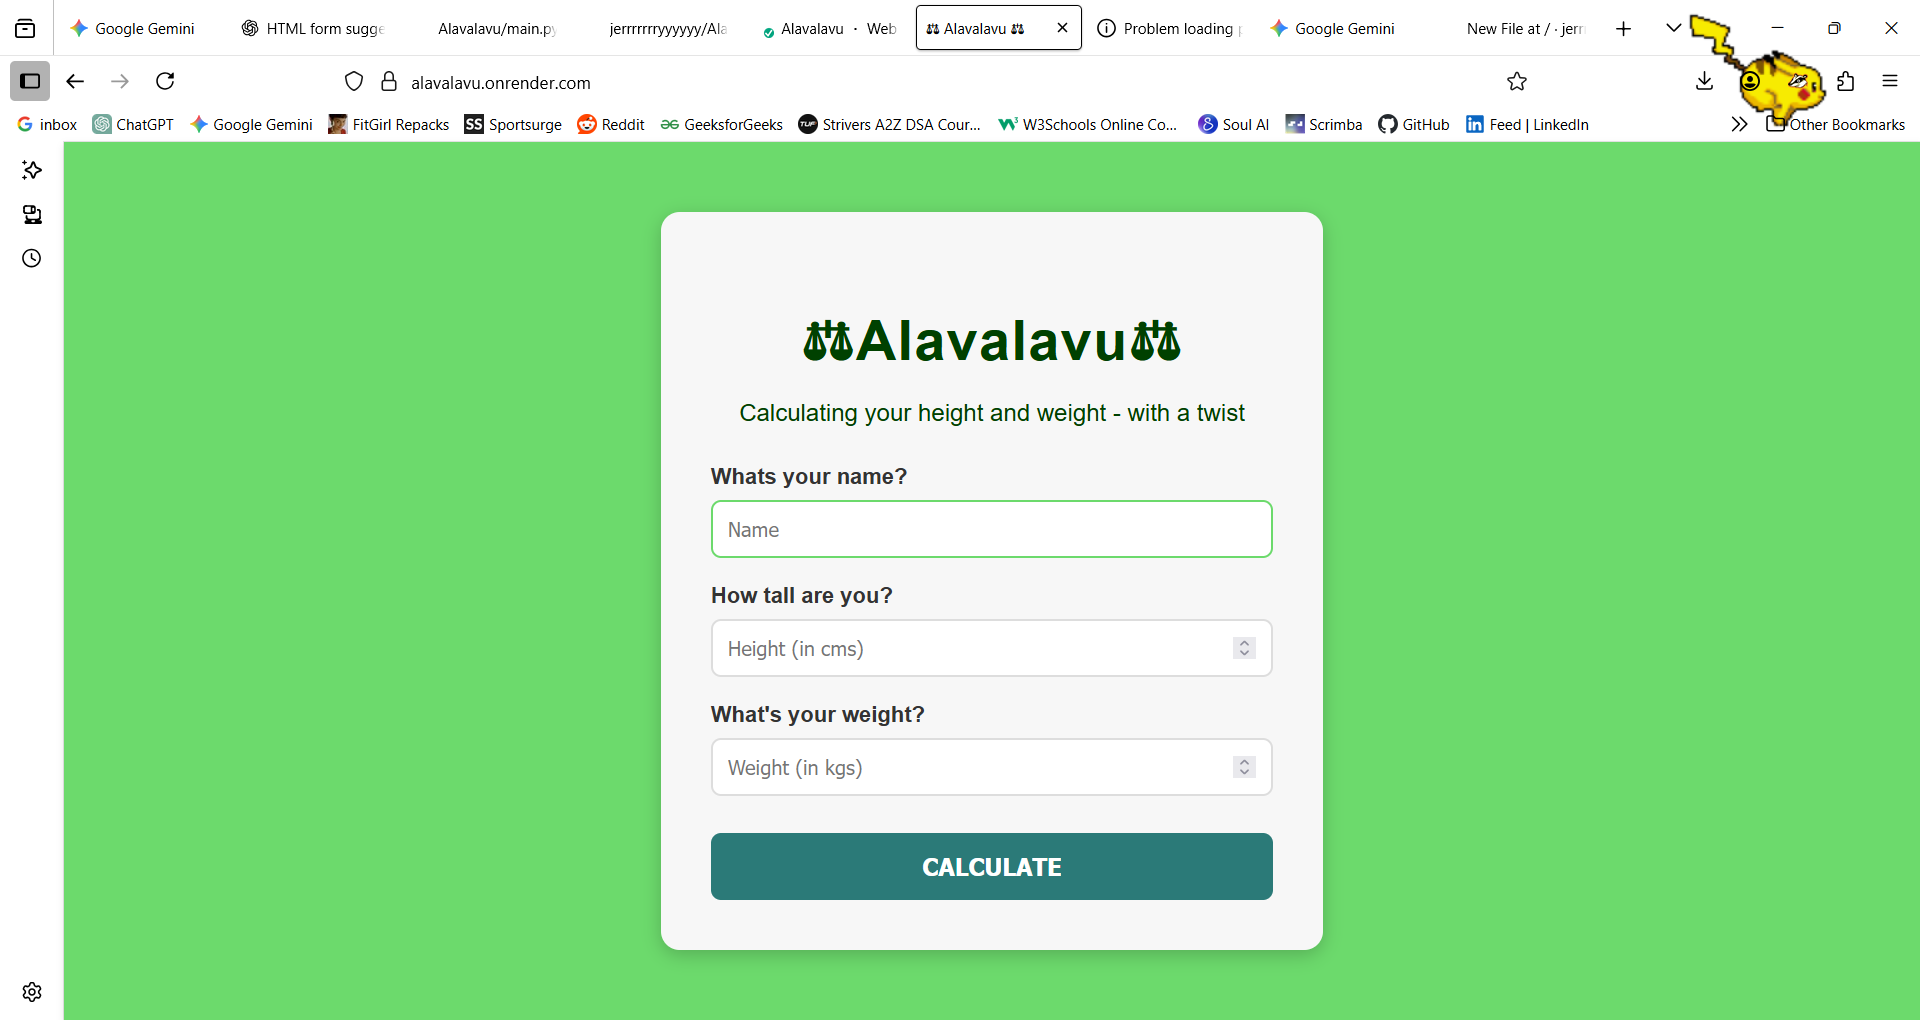 Google Gemini
HTML form sugge
Alavalavu/main.py
jerrrrrryyyyyy/Ala
Alavalavu · Web
Alavalavu
Problem loading p
Google Gemini
New File at / · jerr
alavalavu.onrender.com
inbox
ChatGPT
Google Gemini
FitGirl Repacks
SS Sportsurge
Reddit
GeeksforGeeks
TUF Strivers A2Z DSA Cour...
W3Schools Online Co...
Soul AI
Scrimba
GitHub
Feed | LinkedIn
Other Bookmarks
⚖⚖Alavalavu⚖⚖
Calculating your height and weight - with a twist
Whats your name?
Name
How tall are you?
Height (in cms)
What's your weight?
Weight (in kgs)
CALCULATE